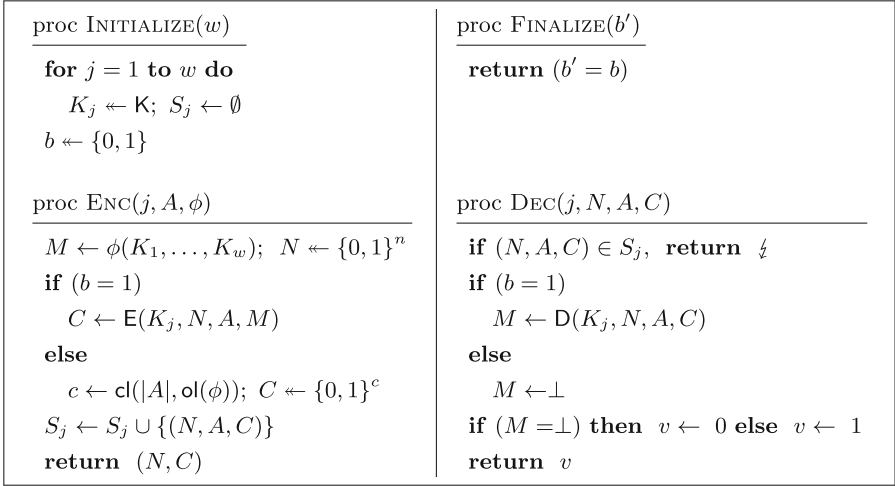 proc INITIALIZE(w)
for j = 1 to w do
K_j ↞ K; S_j ← ∅
b ↞ {0, 1}
proc FINALIZE(b′)
return (b′ = b)
proc ENC(j, A, ϕ)
M ← ϕ(K_1, . . . , K_w); N ↞ {0, 1}^n
if (b = 1)
C ← E(K_j, N, A, M)
else
c ← cl(|A|, ol(ϕ)); C ↞ {0, 1}^c
S_j ← S_j ∪ {(N, A, C)}
return (N, C)
proc DEC(j, N, A, C)
if (N, A, C) ∈ S_j, return ↯
if (b = 1)
M ← D(K_j, N, A, C)
else
M ←⊥
if (M =⊥) then v ← 0 else v ← 1
return v